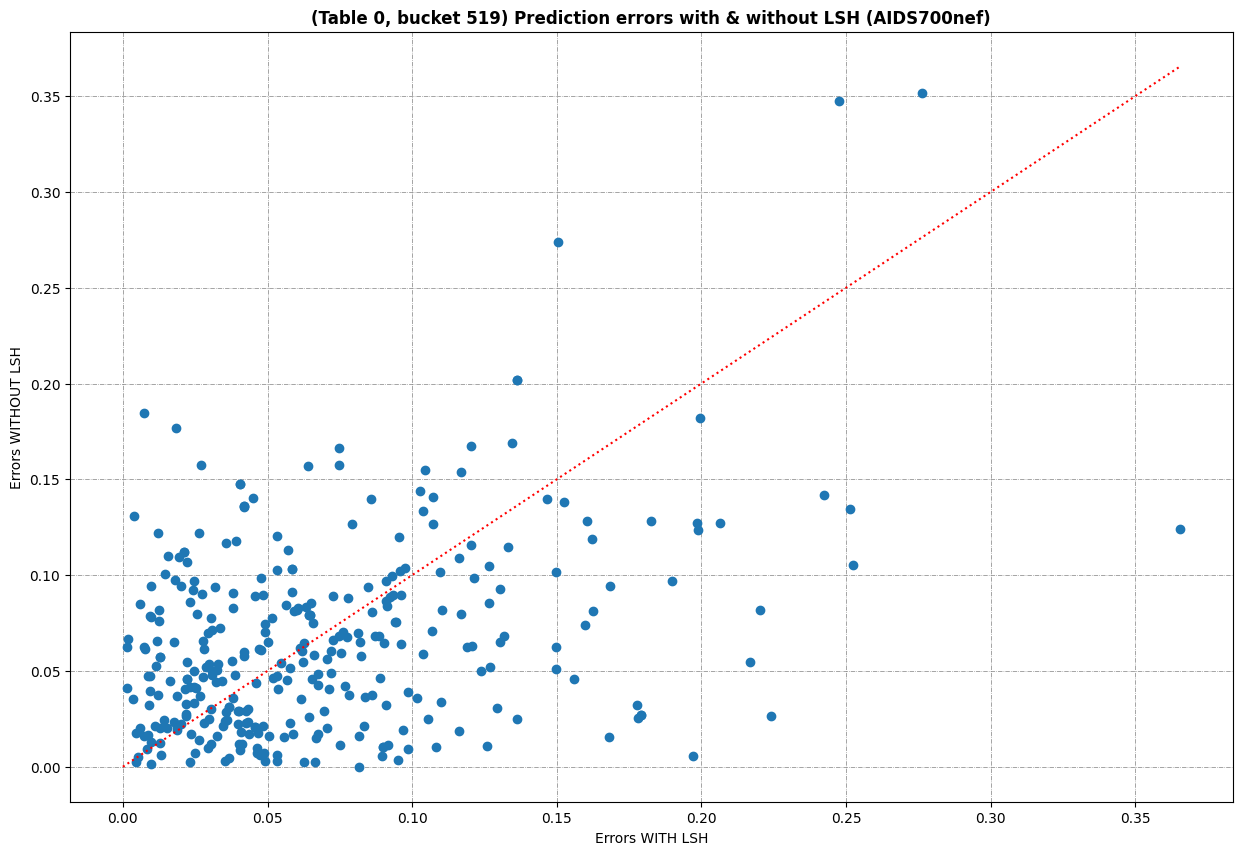 (Table 0, bucket 519) Prediction errors with & without LSH (AIDS700nef)
Errors WITHOUT LSH
0.35
0.30
0.25
0.20
0.15
0.10
0.05
0.00
0.00 0.05 0.10 0.15 0.20 0.25 0.30 0.35
Errors WITH LSH